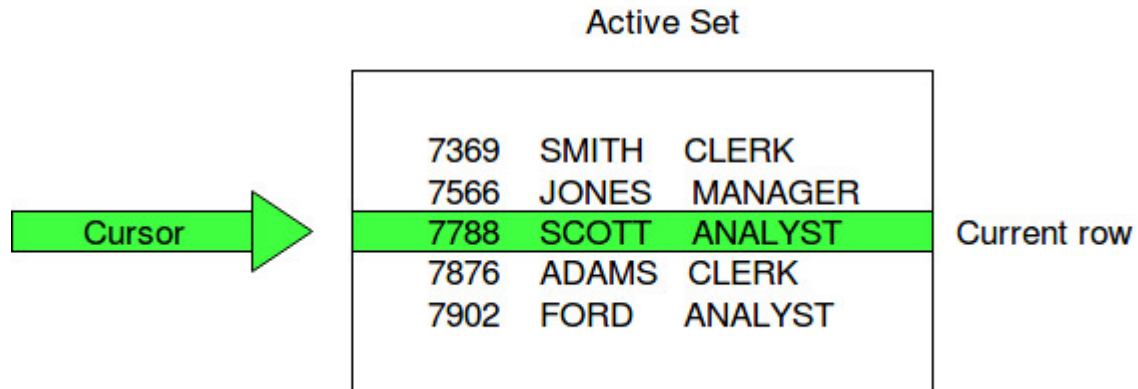 Active Set
7369 SMITH CLERK
7566 JONES MANAGER
Cursor 7788 SCOTT ANALYST Current row
7876 ADAMS CLERK
7902 FORD ANALYST